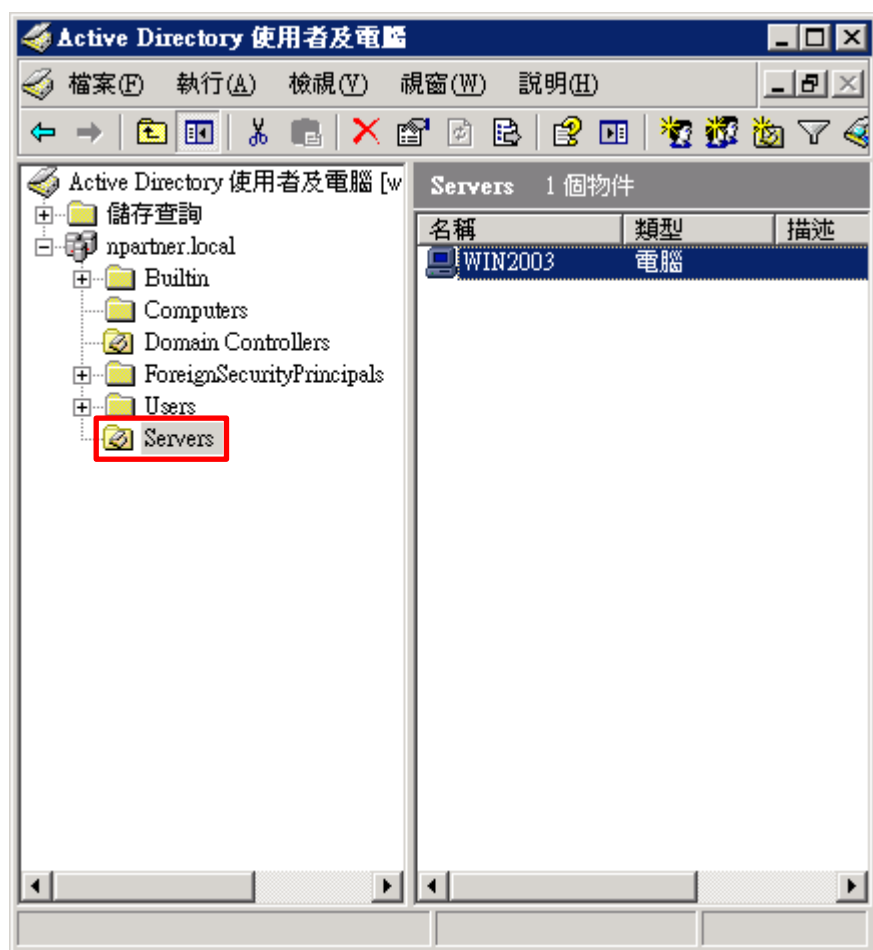 Active Directory 使用者及電腦
檔案(F) 執行(A) 檢視(V) 視窗(W) 說明(H)
Active Directory 使用者及電腦 [w
儲存查詢
npartner.local
Builtin
Computers
Domain Controllers
ForeignSecurityPrincipals
Users
Servers
Servers 1 個物件
名稱 類型 描述
WIN2003 電腦